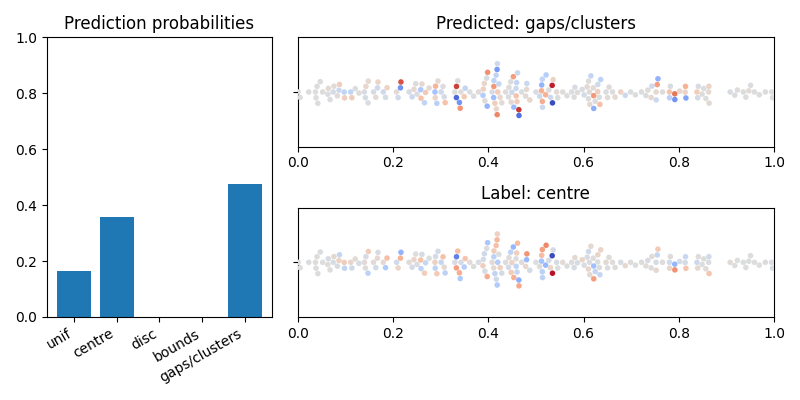 Prediction probabilities
1.0
0.8
0.6
0.4
0.2
0.0
unif
centre
disc
bounds
gaps/clusters
Predicted: gaps/clusters
0.0 0.2 0.4 0.6 0.8 1.0
Label: centre
0.0 0.2 0.4 0.6 0.8 1.0